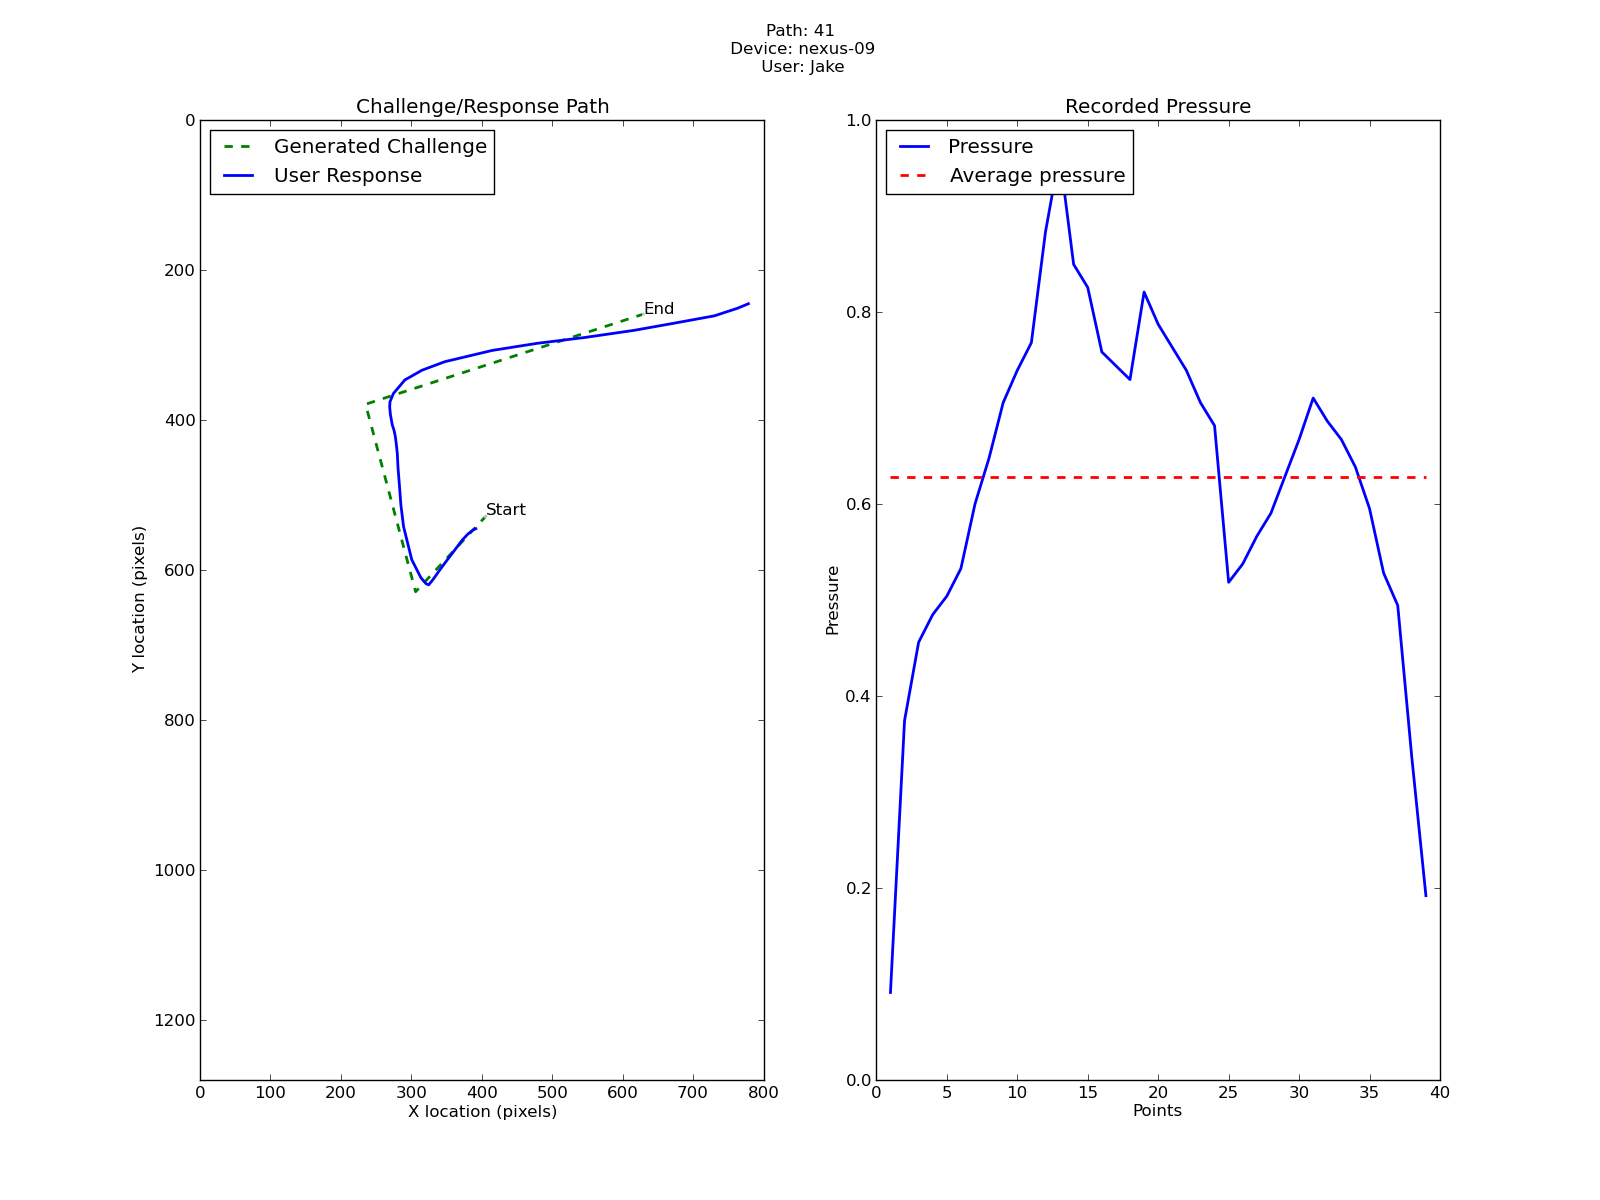 Path: 41
Device: nexus-09
User: Jake
Challenge/Response Path
Generated Challenge
User Response
End
Start
0
200
400
600
800
1000
1200
Y location (pixels)
0 100 200 300 400 500 600 700 800
X location (pixels)
Recorded Pressure
Pressure
Average pressure
1.0
0.8
0.6
0.4
0.2
0.0
Pressure
0 5 10 15 20 25 30 35 40
Points